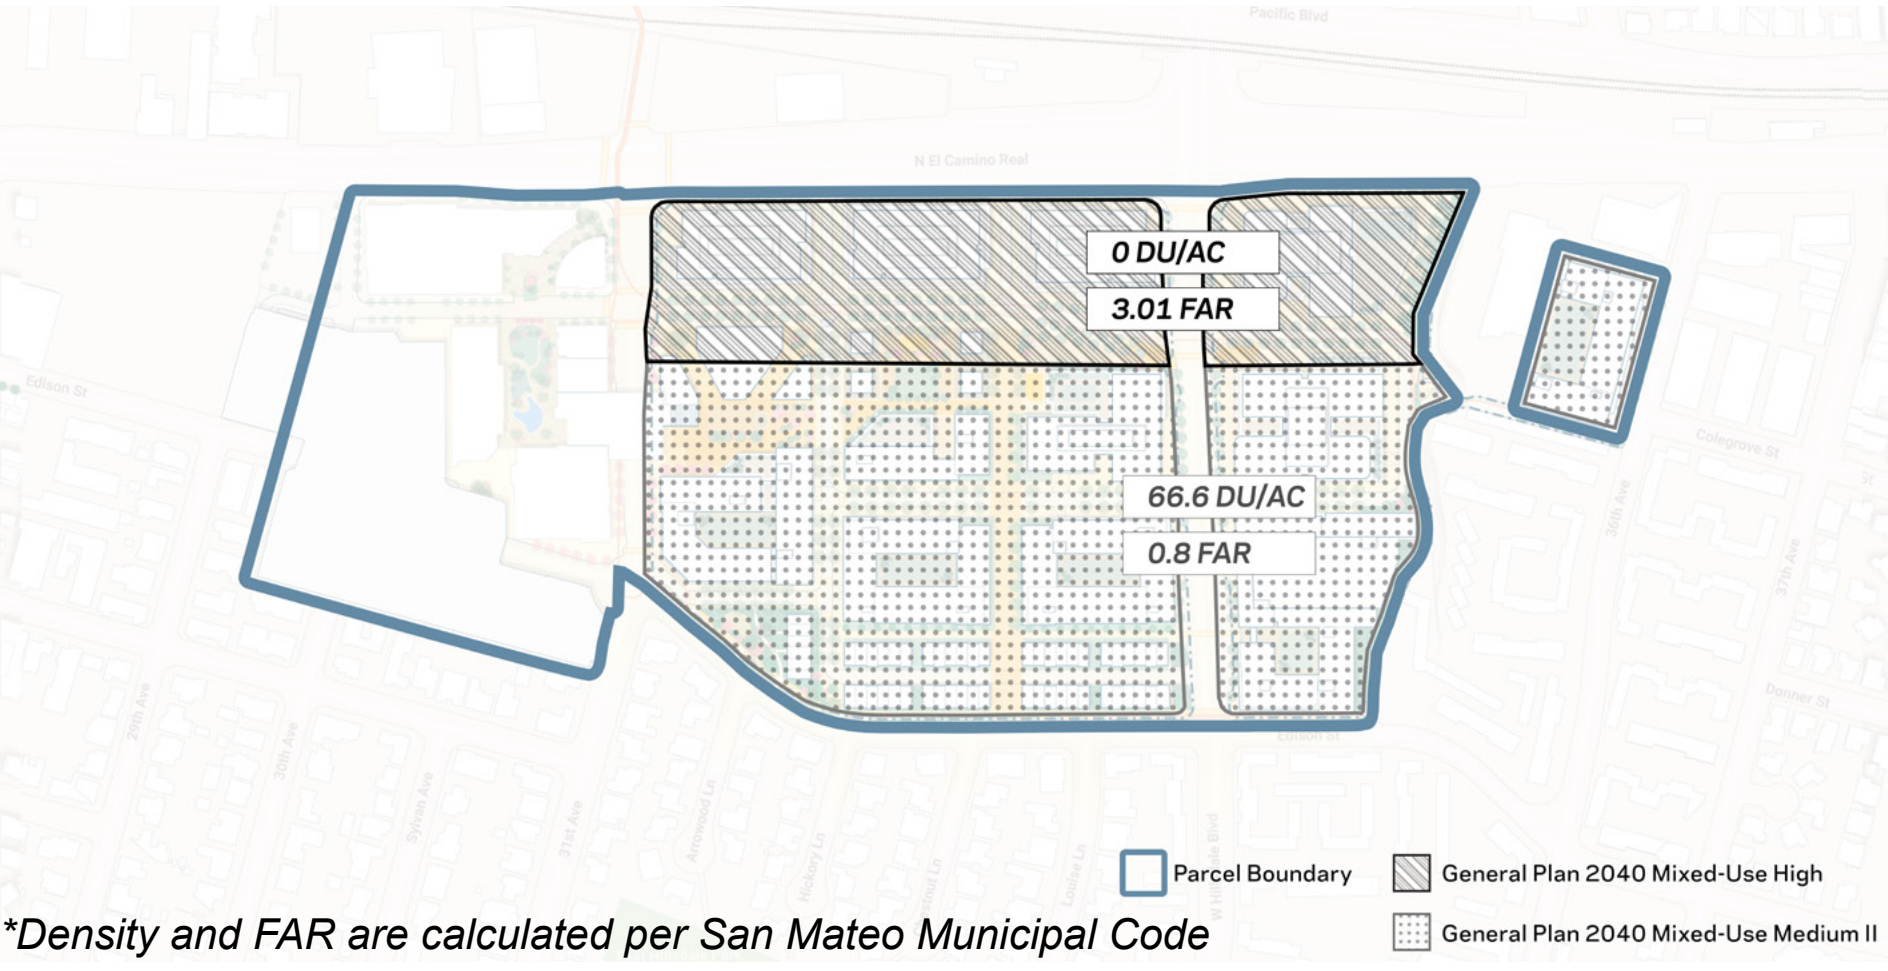 Pacific Blvd
N El Camino Real
0 DU/AC
3.01 FAR
Edison St
Colegrove St
St
66.6 DU/AC
36th Ave
0.8 FAR
37th Ave
29th Ave
Donner St
30th Ave
Edison St
Sylvan Ave
31st Ave
Arrowood Ln
Hickory Ln
Louise Ln
W Hillsdale Blvd
Parcel Boundary
General Plan 2040 Mixed-Use High
*Density and FAR are calculated per San Mateo Municipal Code
General Plan 2040 Mixed-Use Medium II